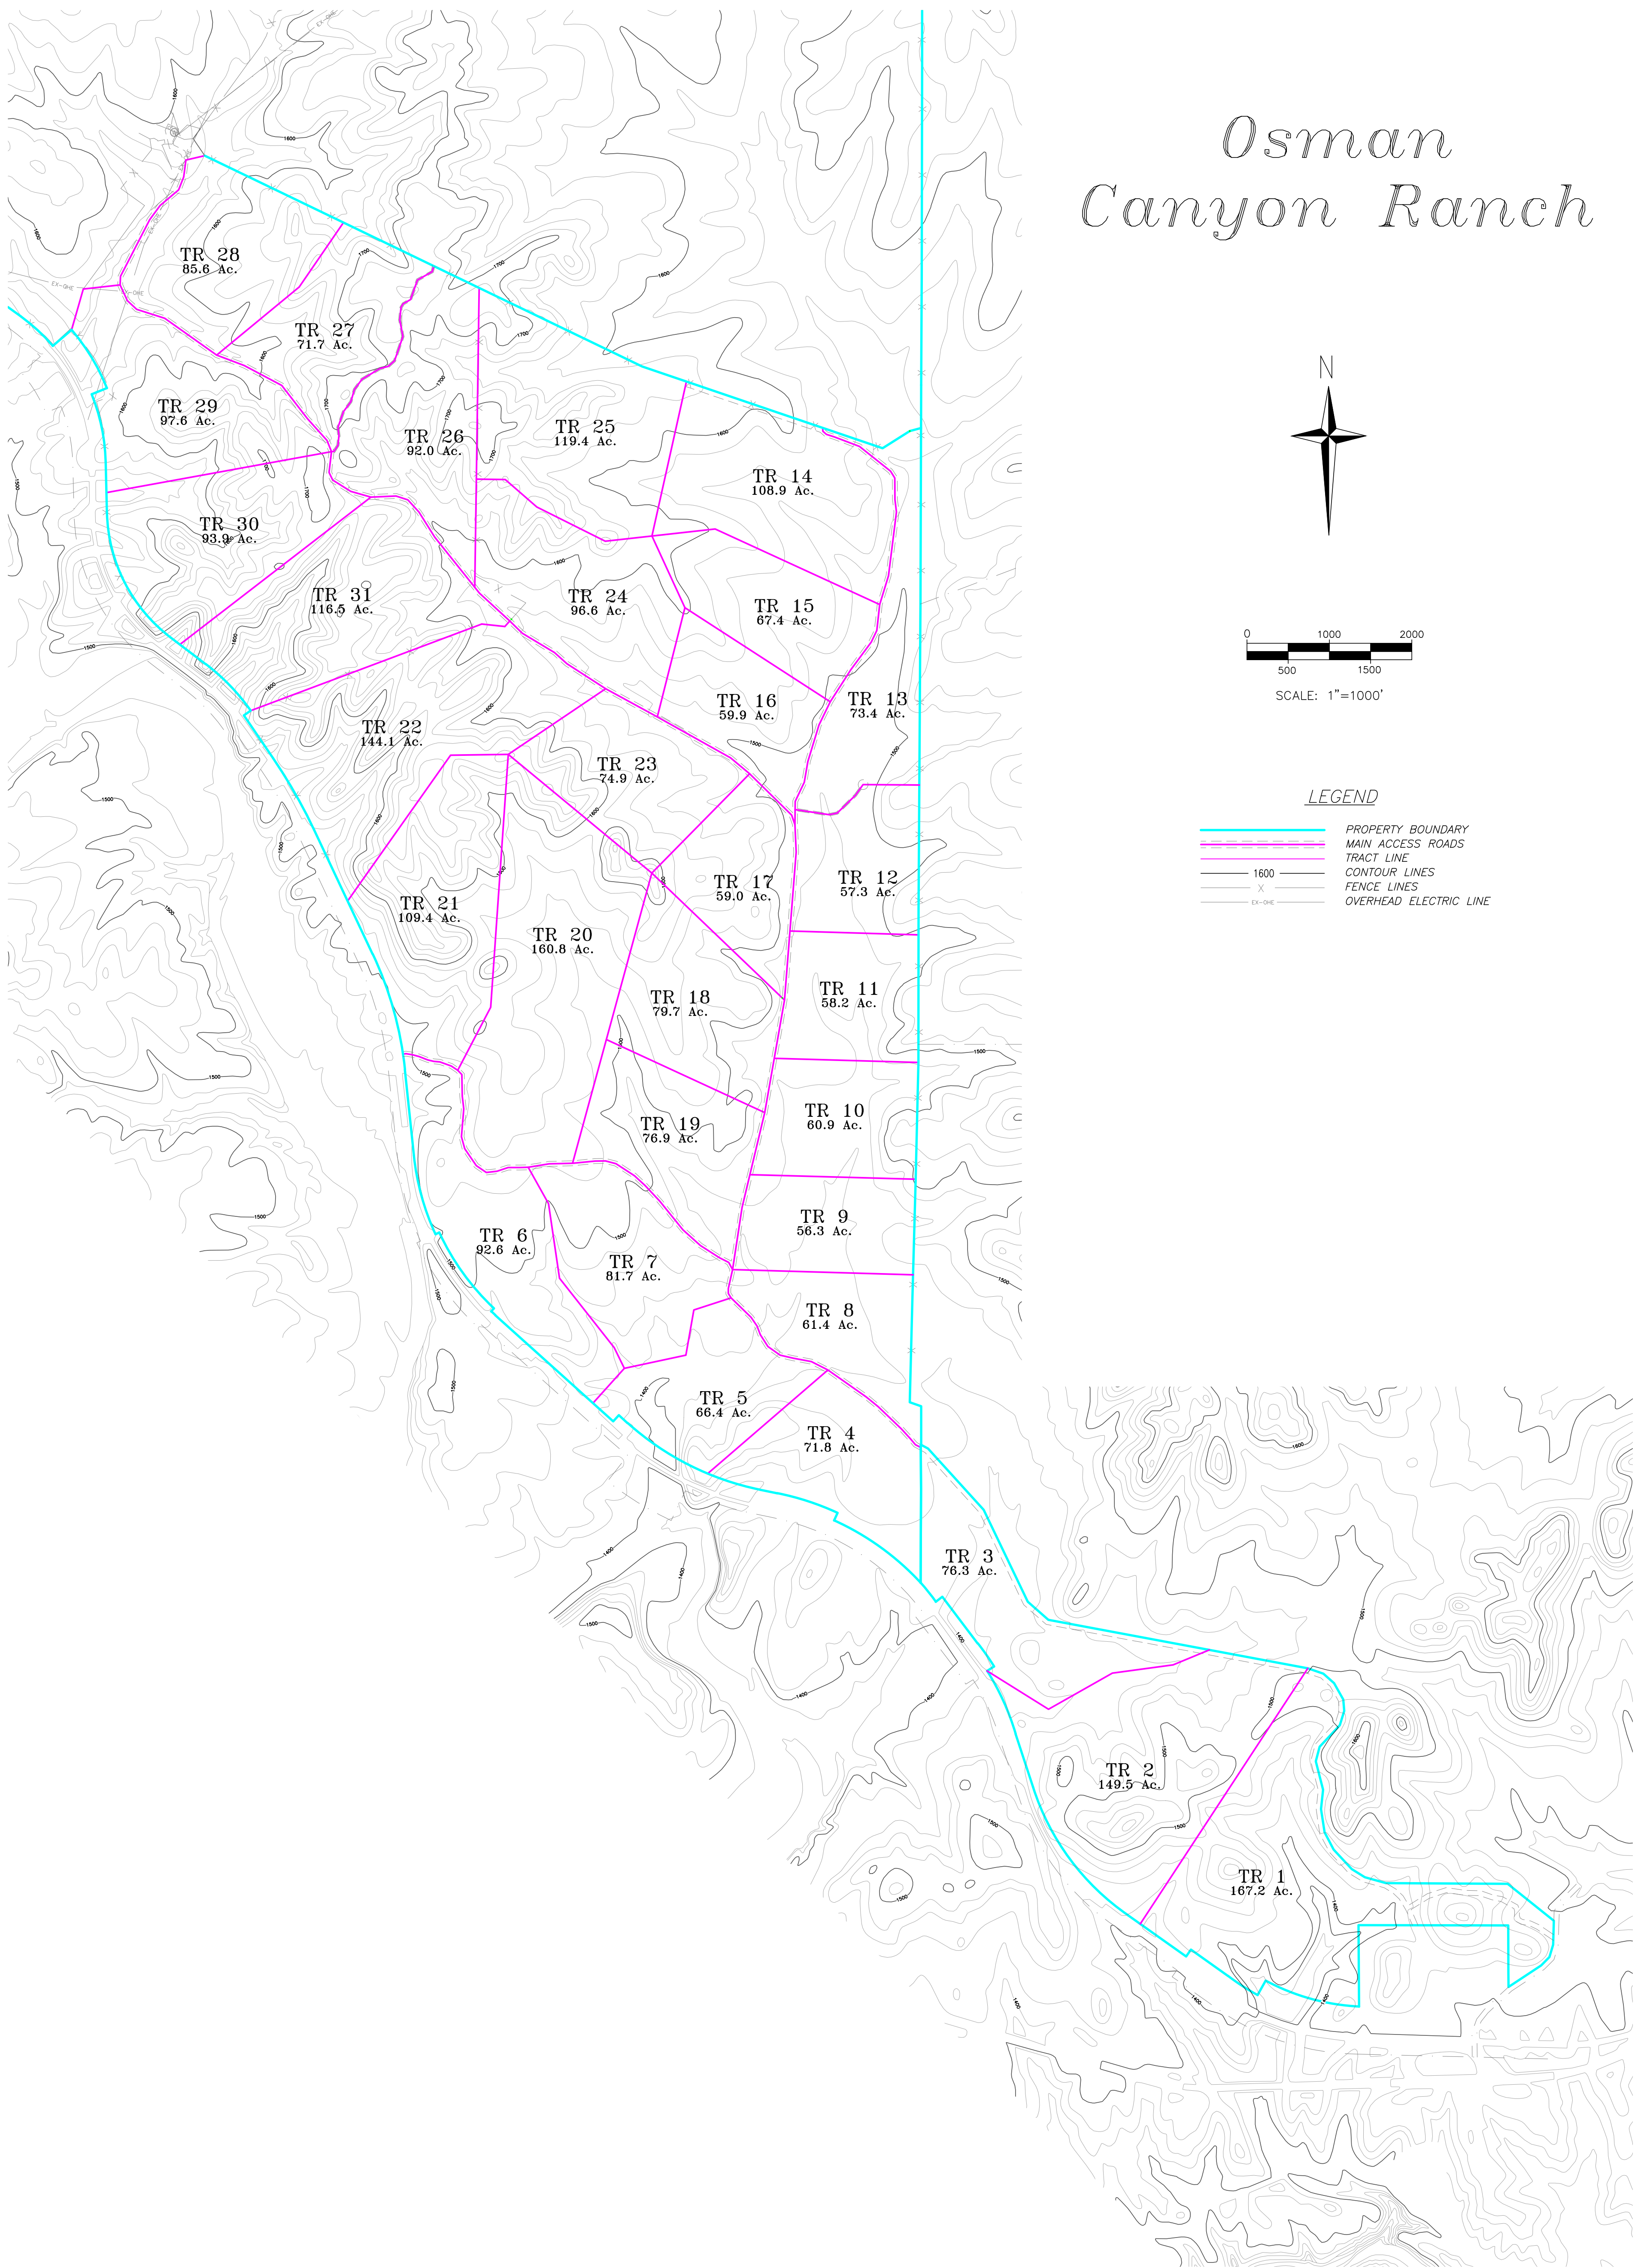 Osman
Canyon Ranch
N
0 1000 2000
500 1500
SCALE: 1"=1000'
LEGEND
PROPERTY BOUNDARY
MAIN ACCESS ROADS
TRACT LINE
1600 CONTOUR LINES
X FENCE LINES
EX-OHE OVERHEAD ELECTRIC LINE
TR 28
85.6 Ac.
TR 27
71.7 Ac.
TR 29
97.6 Ac.
TR 26
92.0 Ac.
TR 25
119.4 Ac.
TR 14
108.9 Ac.
TR 30
93.9 Ac.
TR 31
116.5 Ac.
TR 24
96.6 Ac.
TR 15
67.4 Ac.
TR 16
59.9 Ac.
TR 13
73.4 Ac.
TR 22
144.1 Ac.
TR 23
74.9 Ac.
TR 17
59.0 Ac.
TR 12
57.3 Ac.
TR 21
109.4 Ac.
TR 20
160.8 Ac.
TR 18
79.7 Ac.
TR 11
58.2 Ac.
TR 19
76.9 Ac.
TR 10
60.9 Ac.
TR 6
92.6 Ac.
TR 7
81.7 Ac.
TR 9
56.3 Ac.
TR 8
61.4 Ac.
TR 5
66.4 Ac.
TR 4
71.8 Ac.
TR 3
76.3 Ac.
TR 2
149.5 Ac.
TR 1
167.2 Ac.